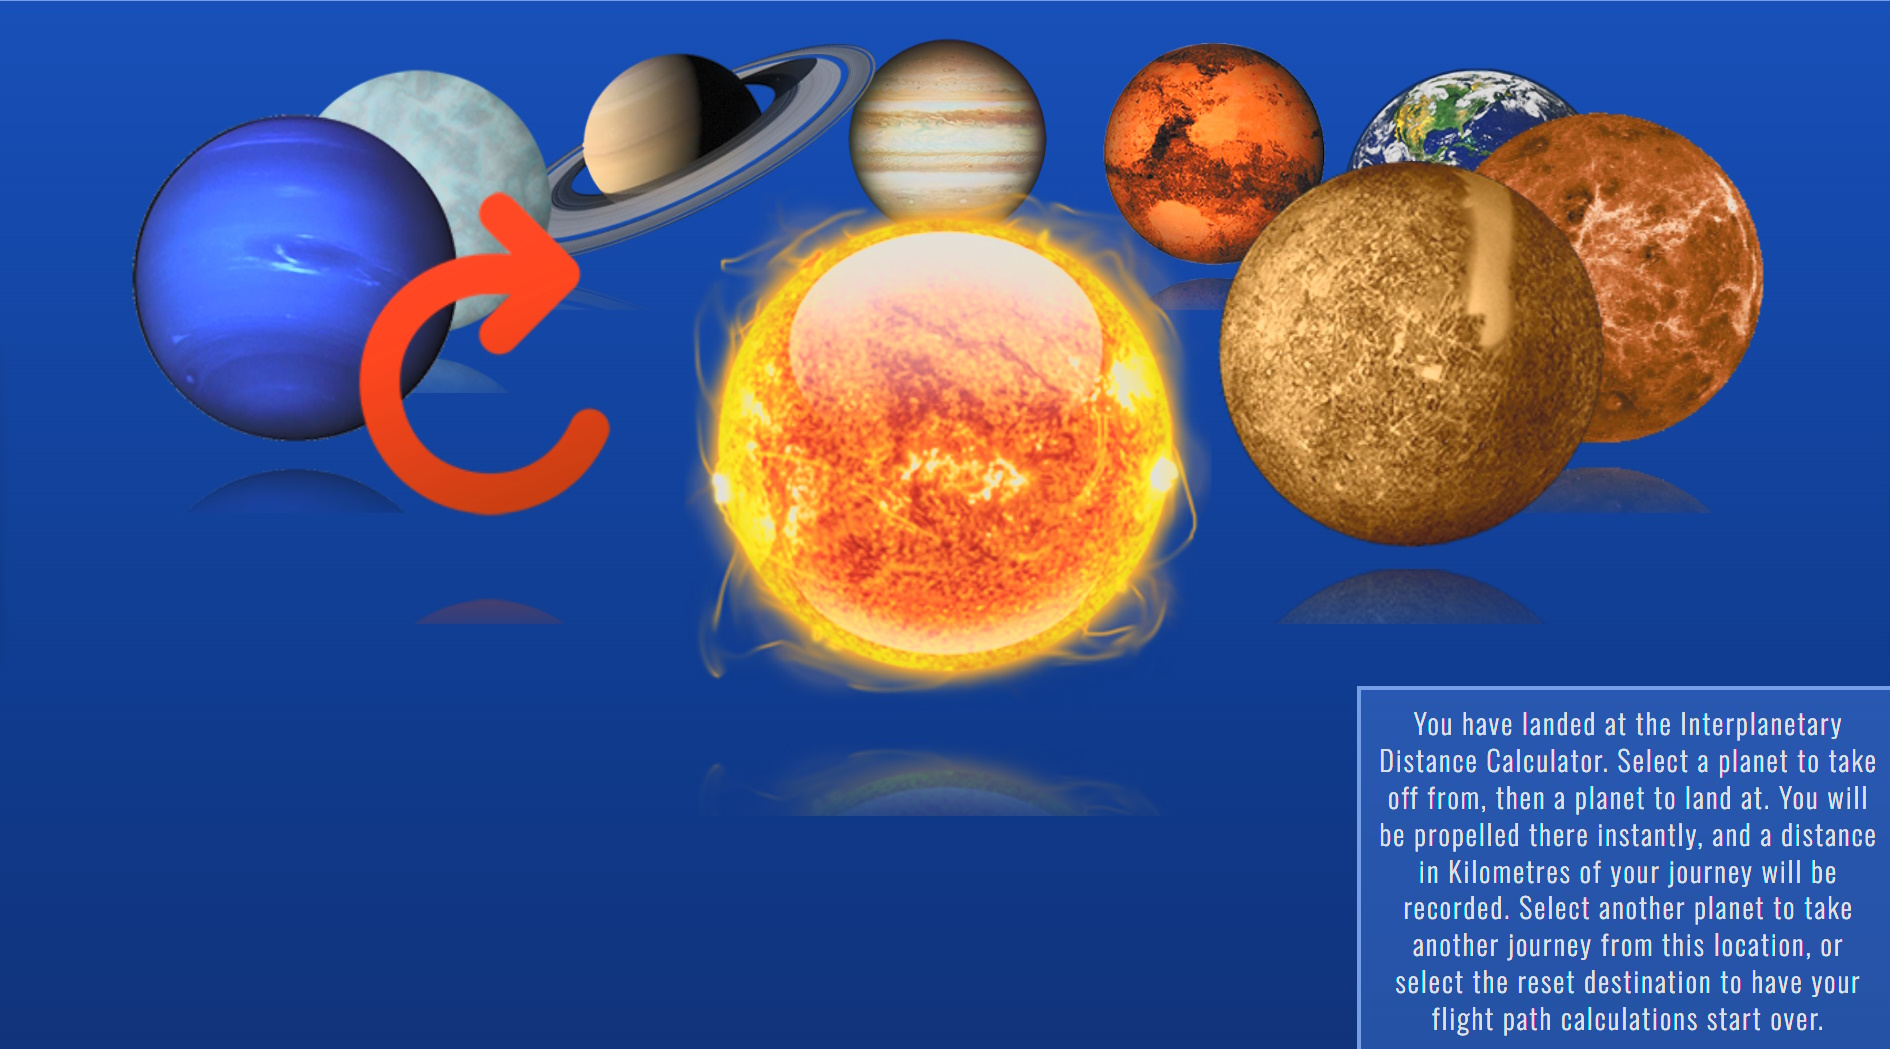 You have landed at the Interplanetary
Distance Calculator. Select a planet to take
off from, then a planet to land at. You will
be propelled there instantly, and a distance
in Kilometres of your journey will be
recorded. Select another planet to take
another journey from this location, or
select the reset destination to have your
flight path calculations start over.